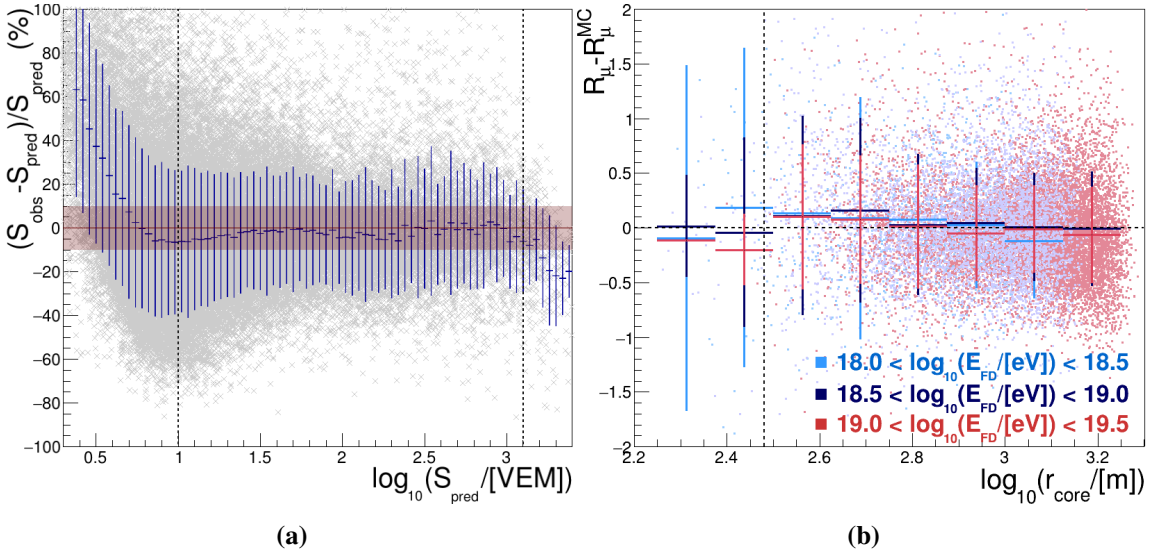 (S_obs -S_pred)/S_pred (%)
100
80
60
40
20
0
−20
−40
−60
−80
−100
0.5 1 1.5 2 2.5 3
log_10(S_pred/[VEM])
(a)
R_μ-R_μ^MC
2
1.5
1
0.5
0
−0.5
−1
−1.5
−2
18.0 < log_10(E_FD/[eV]) < 18.5
18.5 < log_10(E_FD/[eV]) < 19.0
19.0 < log_10(E_FD/[eV]) < 19.5
2.2 2.4 2.6 2.8 3 3.2
log_10(r_core/[m])
(b)